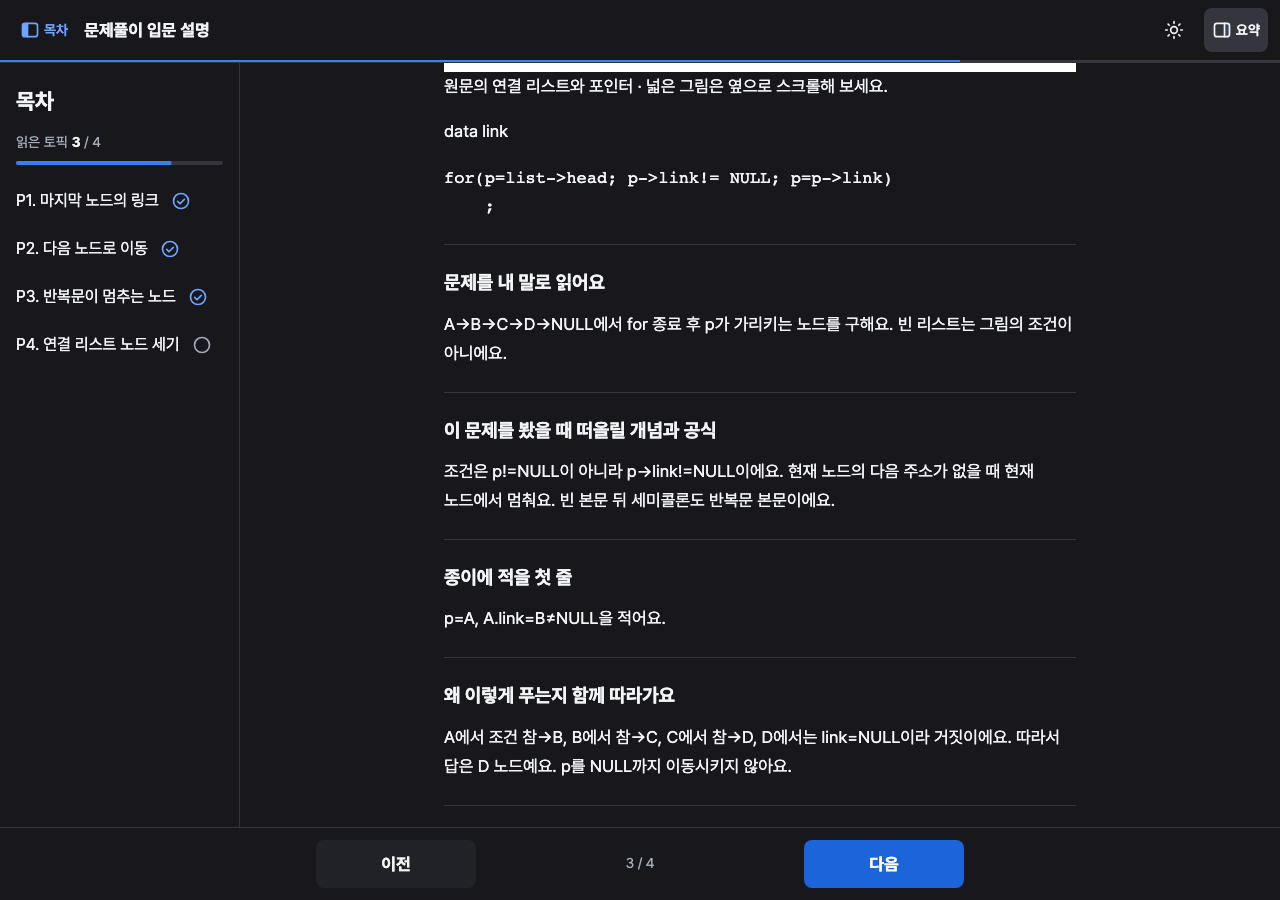 목차
문제풀이 입문 설명
요약
목차
읽은 토픽 3 / 4
P1. 마지막 노드의 링크
P2. 다음 노드로 이동
P3. 반복문이 멈추는 노드
P4. 연결 리스트 노드 세기
원문의 연결 리스트와 포인터 · 넓은 그림은 옆으로 스크롤해 보세요.
data link
for(p=list->head; p->link!= NULL; p=p->link)
;
문제를 내 말로 읽어요
A→B→C→D→NULL에서 for 종료 후 p가 가리키는 노드를 구해요. 빈 리스트는 그림의 조건이
아니에요.
이 문제를 봤을 때 떠올릴 개념과 공식
조건은 p!=NULL이 아니라 p→link!=NULL이에요. 현재 노드의 다음 주소가 없을 때 현재
노드에서 멈춰요. 빈 본문 뒤 세미콜론도 반복문 본문이에요.
종이에 적을 첫 줄
p=A, A.link=B≠NULL을 적어요.
왜 이렇게 푸는지 함께 따라가요
A에서 조건 참→B, B에서 참→C, C에서 참→D, D에서는 link=NULL이라 거짓이에요. 따라서
답은 D 노드예요. p를 NULL까지 이동시키지 않아요.
이전
3 / 4
다음